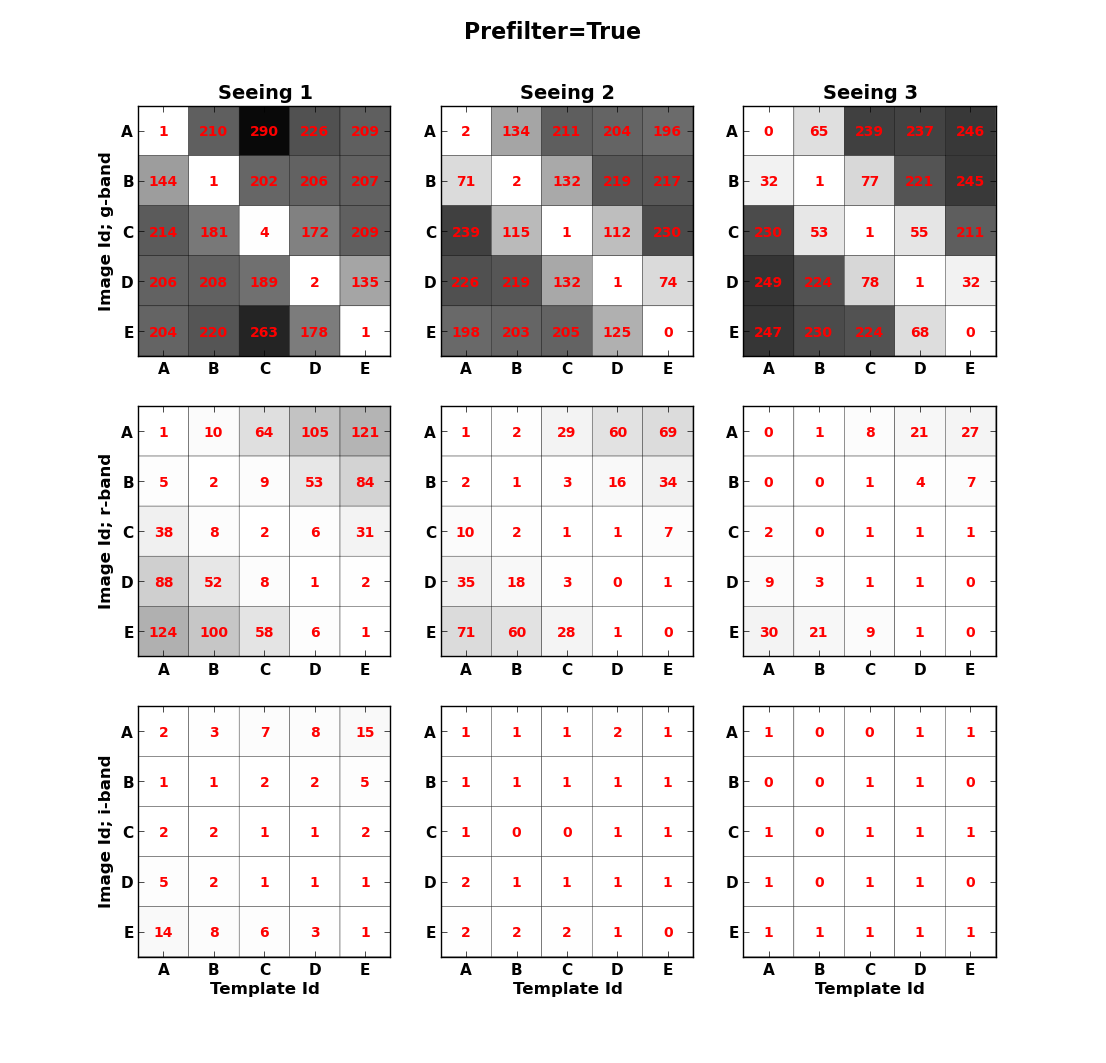 Prefilter=True
Seeing 1 Seeing 2 Seeing 3
Image Id; g-band
A 1 210 290 226 209 A 2 134 211 204 196 A 0 65 239 237 246
B 144 1 202 206 207 B 71 2 132 219 217 B 32 1 77 221 245
C 214 181 4 172 209 C 239 115 1 112 230 C 230 53 1 55 211
D 206 208 189 2 135 D 226 219 132 1 74 D 249 224 78 1 32
E 204 220 263 178 1 E 198 203 205 125 0 E 247 230 224 68 0
A B C D E A B C D E A B C D E
Image Id; r-band
A 1 10 64 105 121 A 1 2 29 60 69 A 0 1 8 21 27
B 5 2 9 53 84 B 2 1 3 16 34 B 0 0 1 4 7
C 38 8 2 6 31 C 10 2 1 1 7 C 2 0 1 1 1
D 88 52 8 1 2 D 35 18 3 0 1 D 9 3 1 1 0
E 124 100 58 6 1 E 71 60 28 1 0 E 30 21 9 1 0
A B C D E A B C D E A B C D E
Image Id; i-band
A 2 3 7 8 15 A 1 1 1 2 1 A 1 0 0 1 1
B 1 1 2 2 5 B 1 1 1 1 1 B 0 0 1 1 0
C 2 2 1 1 2 C 1 0 0 1 1 C 1 0 1 1 1
D 5 2 1 1 1 D 2 1 1 1 1 D 1 0 1 1 0
E 14 8 6 3 1 E 2 2 2 1 0 E 1 1 1 1 1
A B C D E A B C D E A B C D E
Template Id Template Id Template Id